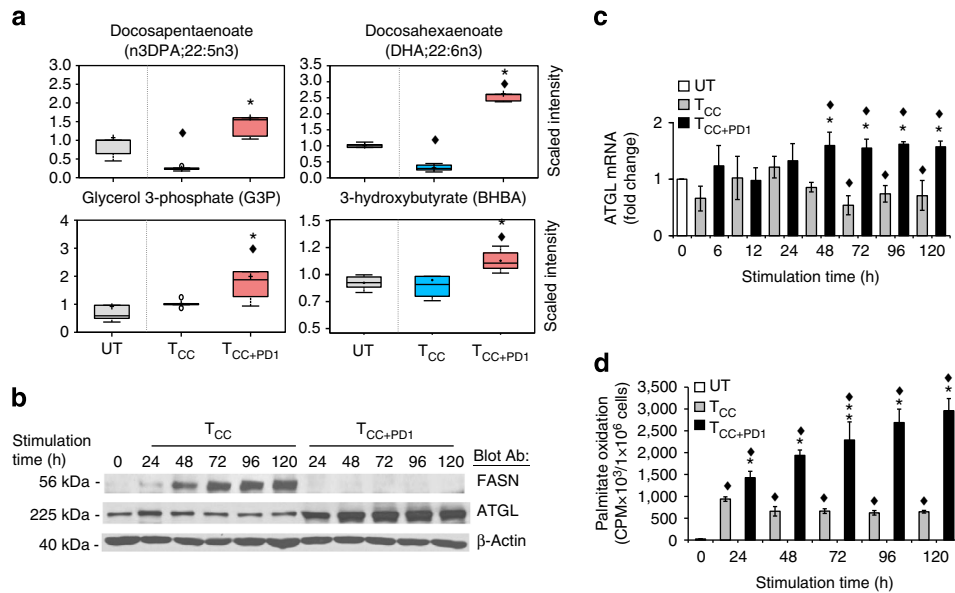 a
Docosapentaenoate
(n3DPA;22:5n3)
3.0
2.5
2.0
1.5
1.0
0.5
0.0
*
Docosahexaenoate
(DHA;22:6n3)
3.5
3.0
2.5
2.0
1.5
1.0
0.5
0.0
*
Scaled intensity
Glycerol 3-phosphate (G3P)
4
3
2
1
0
*
UT TCC TCC+PD1
3-hydroxybutyrate (BHBA)
1.5
1.2
1.0
0.7
0.5
*
Scaled intensity
UT TCC TCC+PD1
b
Stimulation
time (h)
TCC TCC+PD1
0 24 48 72 96 120 24 48 72 96 120
Blot Ab:
56 kDa - FASN
225 kDa - ATGL
40 kDa - β-Actin
c
UT
TCC
TCC+PD1
ATGL mRNA
(fold change)
2
1
0
♦ ♦ ♦ ♦
* * * *
♦ ♦ ♦
0 6 12 24 48 72 96 120
Stimulation time (h)
d
UT
TCC
TCC+PD1
Palmitate oxidation
(CPM×10³/1×10⁶ cells)
3,500
3,000
2,500
2,000
1,500
1,000
500
0
♦ ♦ ♦ ♦ ♦
* * ** * *
♦ ♦ ♦ ♦ ♦
0 24 48 72 96 120
Stimulation time (h)